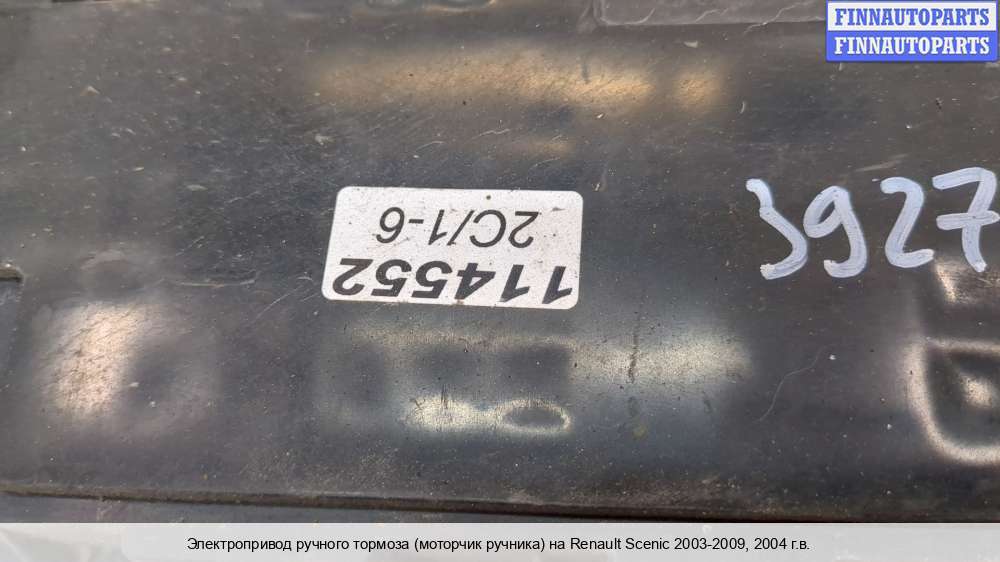 FINNAUTOPARTS
FINNAUTOPARTS
114552
2C/1-6
3927
Электропривод ручного тормоза (моторчик ручника) на Renault Scenic 2003-2009, 2004 г.в.